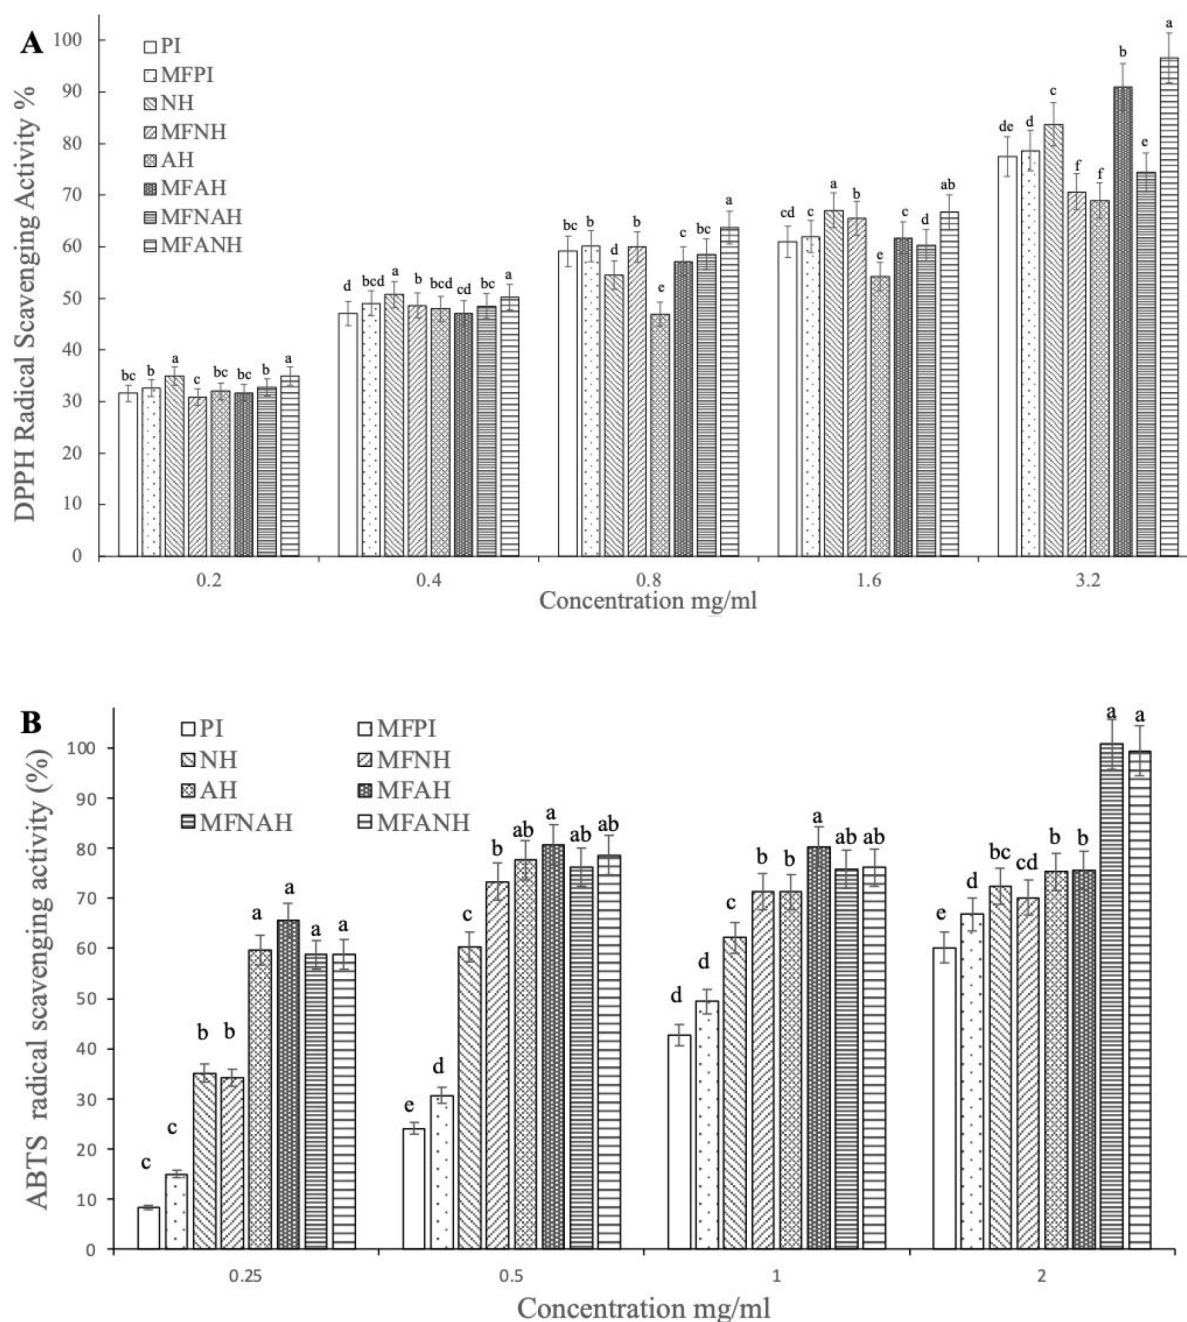 A
DPPH Radical Scavenging Activity %
100
90
80
70
60
50
40
30
20
10
0
PI
MFPI
NH
MFNH
AH
MFAH
MFNAH
MFANH
bc b a c bc bc b a
d bcd a b bcd cd bc a
bc b d b e c bc a
cd c a b e c d ab
de d c f f b e a
0.2 0.4 0.8 1.6 3.2
Concentration mg/ml
B
ABTS radical scavenging activity (%)
100
90
80
70
60
50
40
30
20
10
0
PI MFPI
NH MFNH
AH MFAH
MFNAH MFANH
c c b b a a a a
e d c b ab a ab ab
d d c b b a ab ab
e d bc cd b b a a
0.25 0.5 1 2
Concentration mg/ml